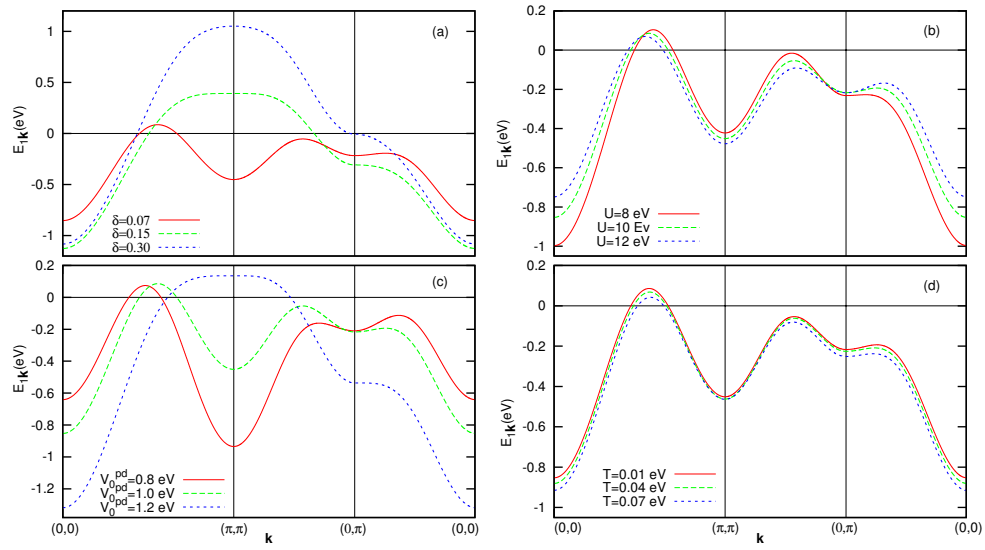 (a)
1
0.5
0
-0.5
-1
E1k(eV)
δ=0.07
δ=0.15
δ=0.30
(b)
0
-0.2
-0.4
-0.6
-0.8
-1
E1k(eV)
U=8 eV
U=10 Ev
U=12 eV
(c)
0.2
0
-0.2
-0.4
-0.6
-0.8
-1
-1.2
E1k(eV)
V0pd=0.8 eV
V0pd=1.0 eV
V0pd=1.2 eV
(0,0) (π,π) (0,π) (0,0)
k
(d)
0.2
0
-0.2
-0.4
-0.6
-0.8
-1
E1k(eV)
T=0.01 eV
T=0.04 eV
T=0.07 eV
(0,0) (π,π) (0,π) (0,0)
k